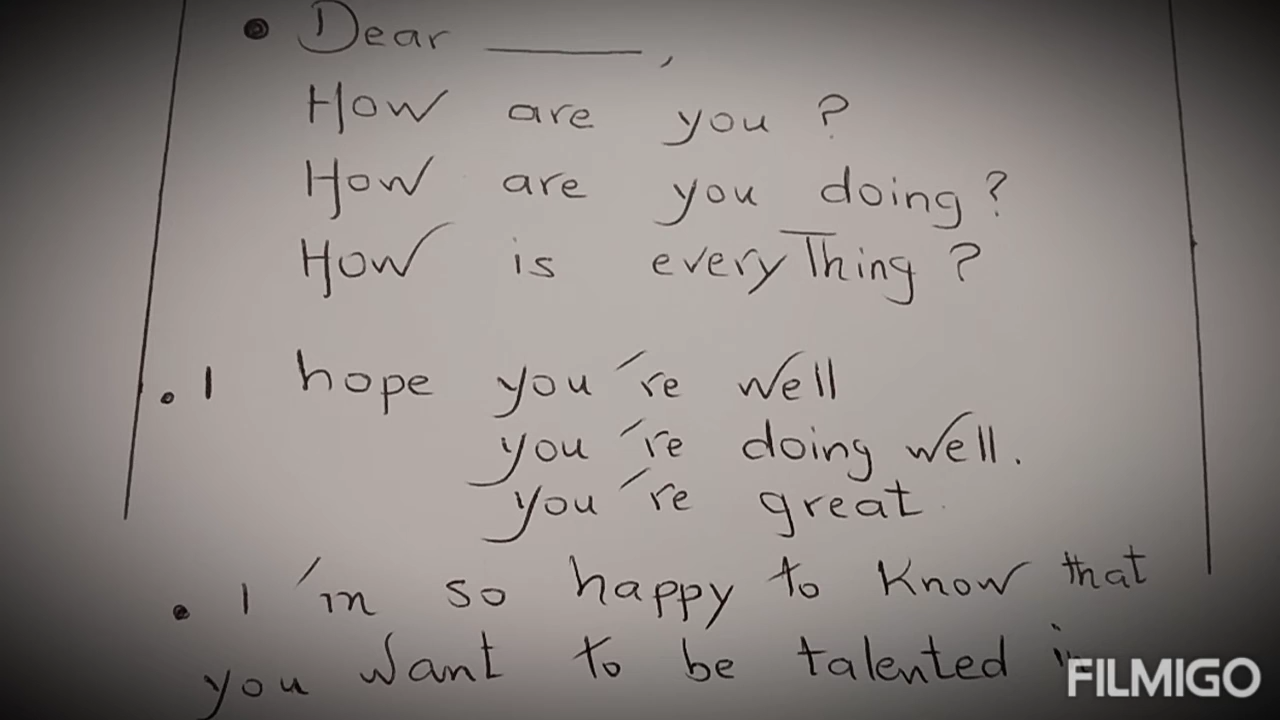 • Dear ______,
How are you ?
How are you doing ?
How is everyThing ?
. I hope you're well
you're doing well.
you're great
. I'm so happy to Know that
you want to be talented in
FILMIGO